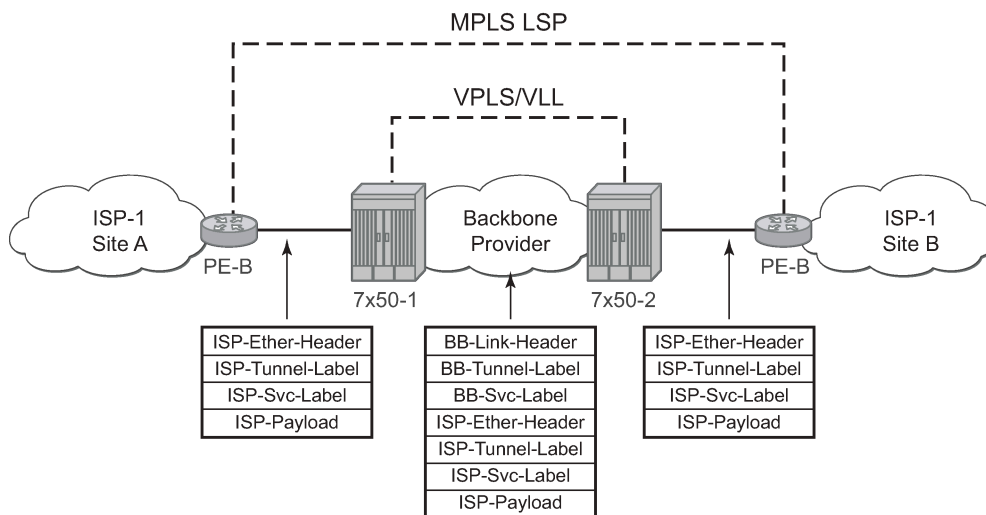 MPLS LSP
VPLS/VLL
ISP-1
Site A
PE-B
7x50-1
Backbone
Provider
7x50-2
PE-B
ISP-1
Site B
ISP-Ether-Header
ISP-Tunnel-Label
ISP-Svc-Label
ISP-Payload
BB-Link-Header
BB-Tunnel-Label
BB-Svc-Label
ISP-Ether-Header
ISP-Tunnel-Label
ISP-Svc-Label
ISP-Payload
ISP-Ether-Header
ISP-Tunnel-Label
ISP-Svc-Label
ISP-Payload